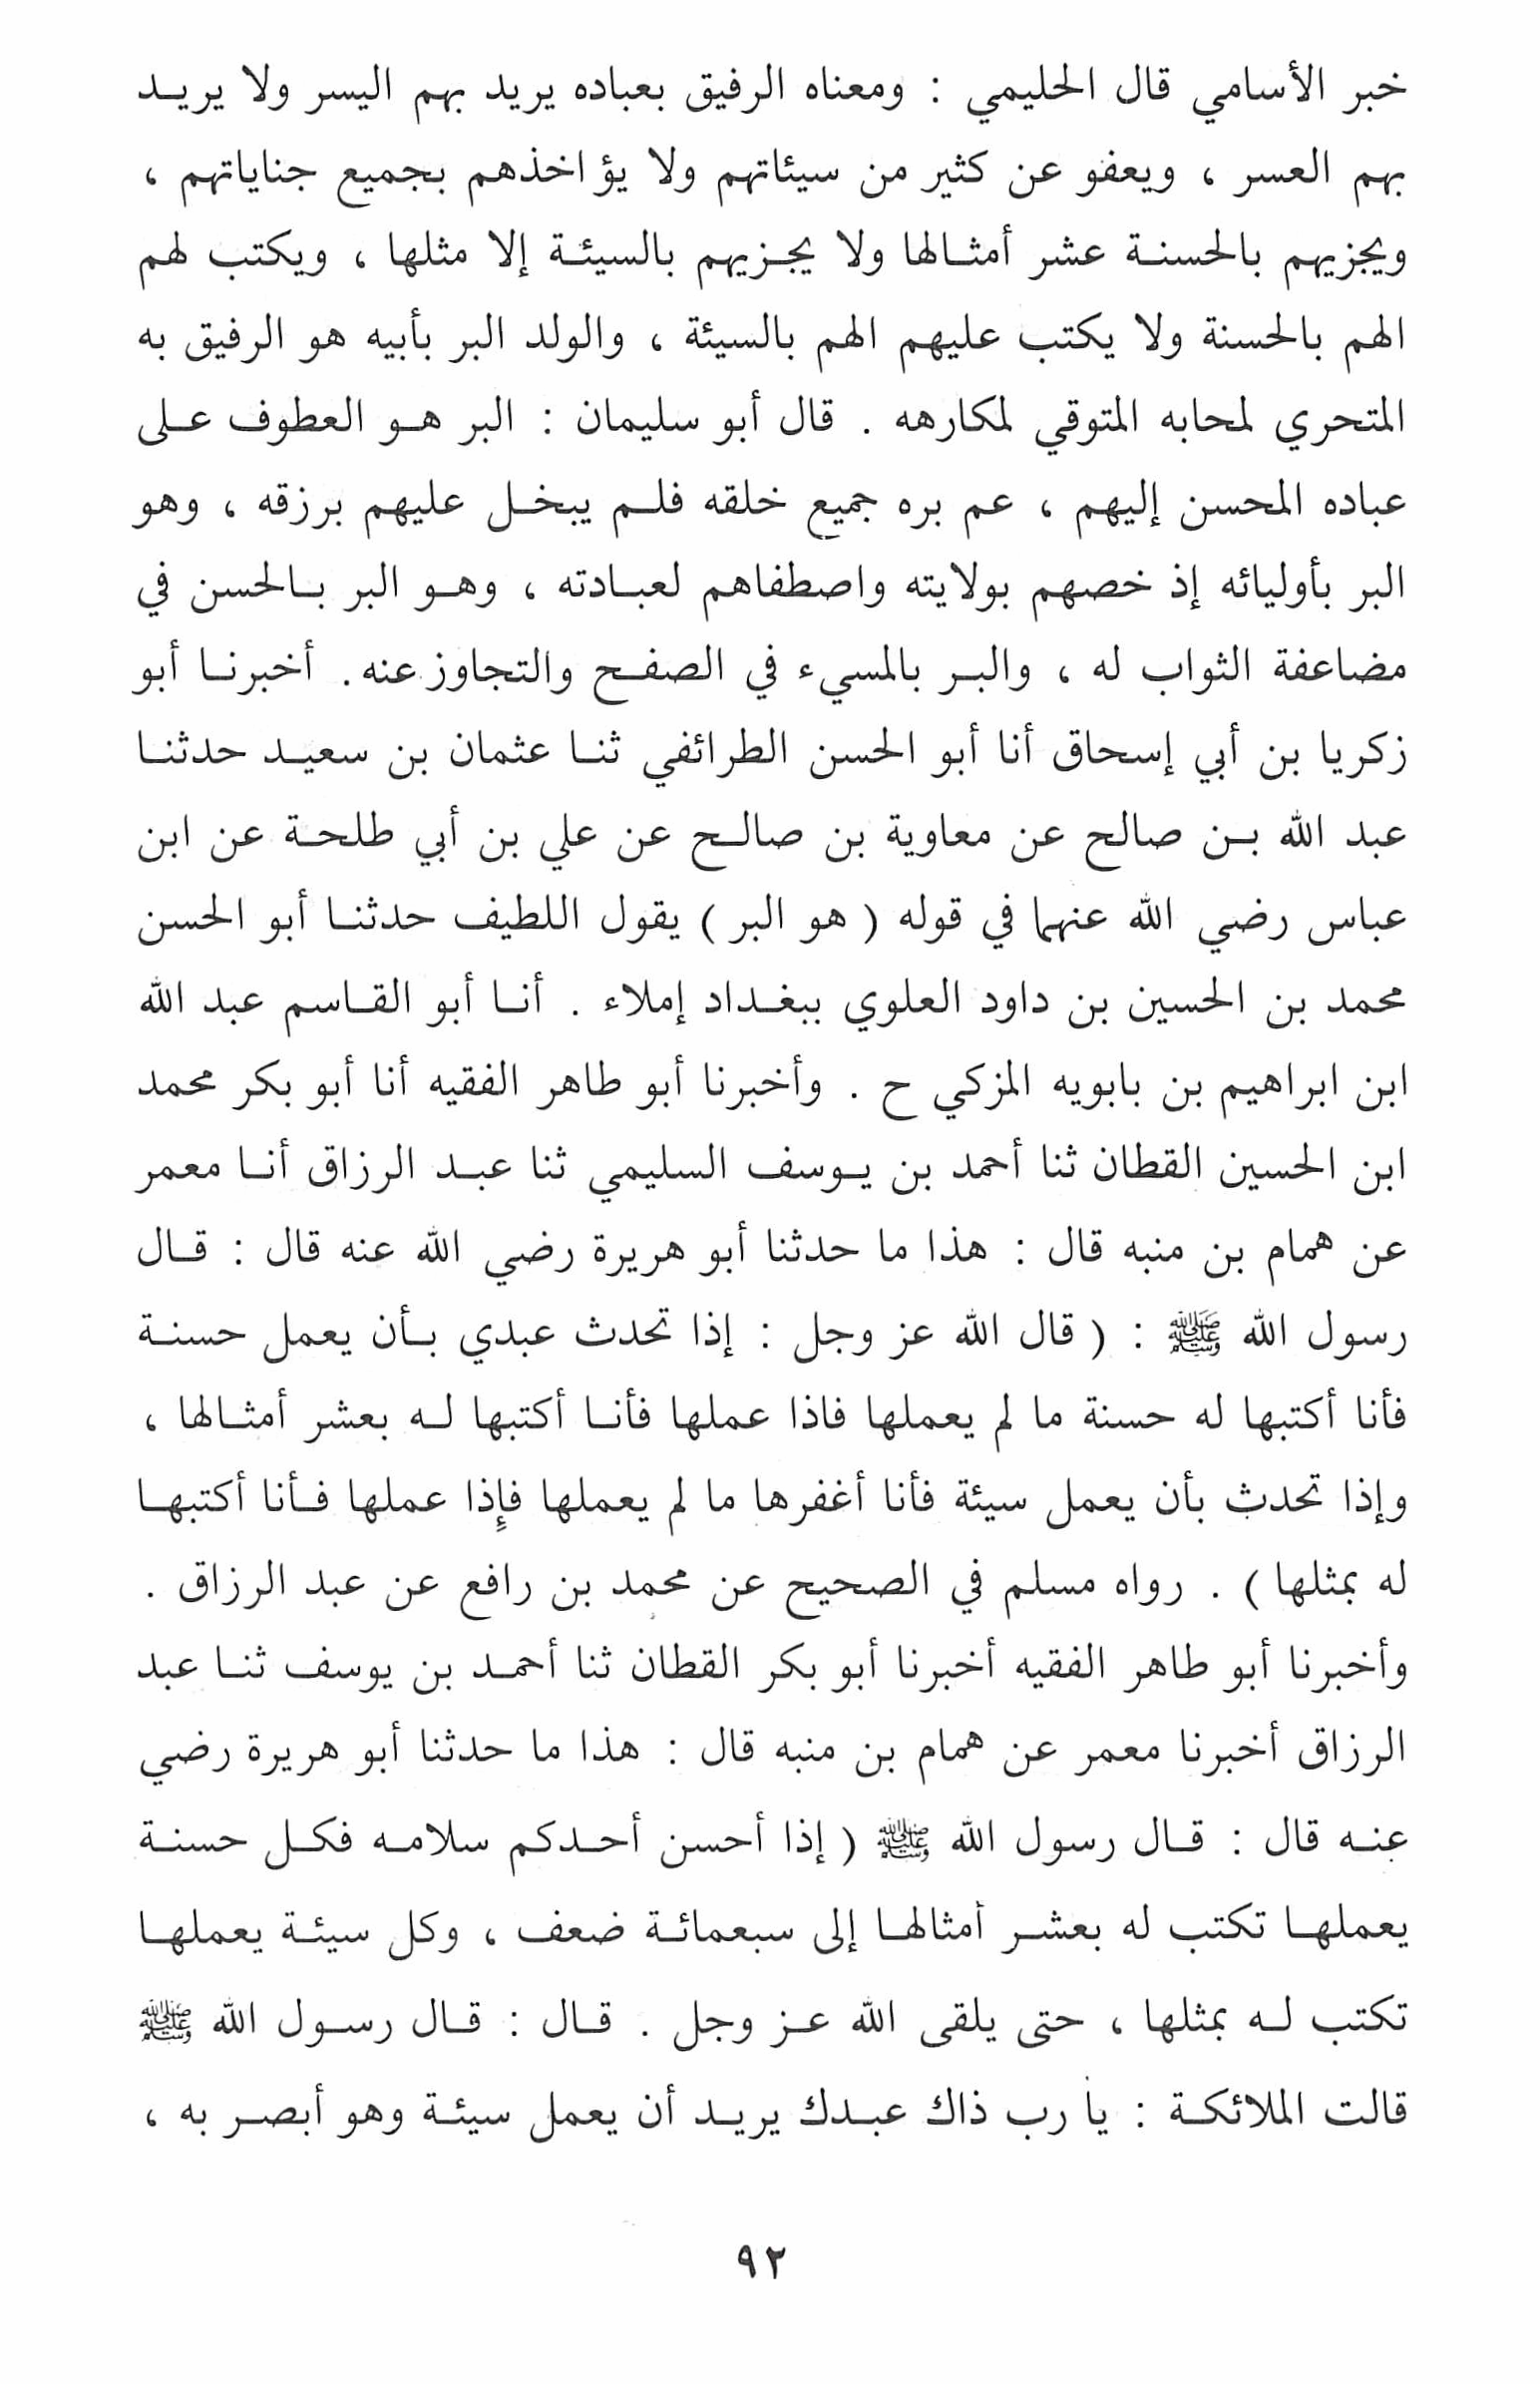 خبر الأسامي قال الحليمي : ومعناه الرفيق بعباده يريد بهم اليسر ولا يريد
بهم العسر ، ويعفو عن كثير من سيئاتهم ولا يؤاخذهم بجميع جناياتهم ،
ويجزيهم بالحسنة عشر أمثالها ولا يجزيهم بالسيئة إلا مثلها ، ويكتب لهم
الهم بالحسنة ولا يكتب عليهم الهم بالسيئة ، والولد البر بأبيه هو الرفيق به
المتحري لمحابه المتوقي لمكارهه . قال أبو سليمان : البر هو العطوف على
عباده المحسن إليهم ، عم بره جميع خلقه فلم يبخل عليهم برزقه ، وهو
البر بأوليائه إذ خصهم بولايته واصطفاهم لعبادته ، وهو البر بالحسن في
مضاعفة الثواب له ، والبر بالمسيء في الصفح والتجاوز عنه . أخبرنا أبو
زكريا بن أبي إسحاق أنا أبو الحسن الطرائفي ثنا عثمان بن سعيد حدثنا
عبد الله بن صالح عن معاوية بن صالح عن علي بن أبي طلحة عن ابن
عباس رضي الله عنهما في قوله ( هو البر ) يقول اللطيف حدثنا أبو الحسن
محمد بن الحسين بن داود العلوي ببغداد إملاء . أنا أبو القاسم عبد الله
ابن ابراهيم بن بابويه المزكي ح . وأخبرنا أبو طاهر الفقيه أنا أبو بكر محمد
ابن الحسين القطان ثنا أحمد بن يوسف السليمي ثنا عبد الرزاق أنا معمر
عن همام بن منبه قال : هذا ما حدثنا أبو هريرة رضي الله عنه قال : قال
رسول الله ﷺ : ( قال الله عز وجل : إذا تحدث عبدي بأن يعمل حسنة
فأنا أكتبها له حسنة ما لم يعملها فاذا عملها فأنا أكتبها له بعشر أمثالها ،
وإذا تحدث بأن يعمل سيئة فأنا أغفرها ما لم يعملها فإذا عملها فأنا أكتبها
له بمثلها ) . رواه مسلم في الصحيح عن محمد بن رافع عن عبد الرزاق .
وأخبرنا أبو طاهر الفقيه أخبرنا أبو بكر القطان ثنا أحمد بن يوسف ثنا عبد
الرزاق أخبرنا معمر عن همام بن منبه قال : هذا ما حدثنا أبو هريرة رضي
عنه قال : قال رسول الله ﷺ ( إذا أحسن أحدكم سلامه فكل حسنة
يعملها تكتب له بعشر أمثالها إلى سبعمائة ضعف ، وكل سيئة يعملها
تكتب له بمثلها ، حتى يلقى الله عز وجل . قال : قال رسول الله ﷺ
قالت الملائكة : يا رب ذاك عبدك يريد أن يعمل سيئة وهو أبصر به ،
٩٢